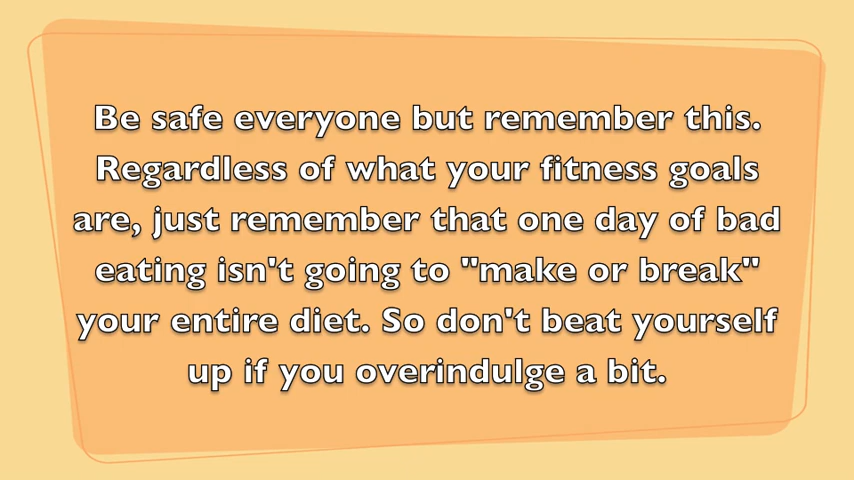 Be safe everyone but remember this.
Regardless of what your fitness goals
are, just remember that one day of bad
eating isn't going to "make or break"
your entire diet. So don't beat yourself
up if you overindulge a bit.